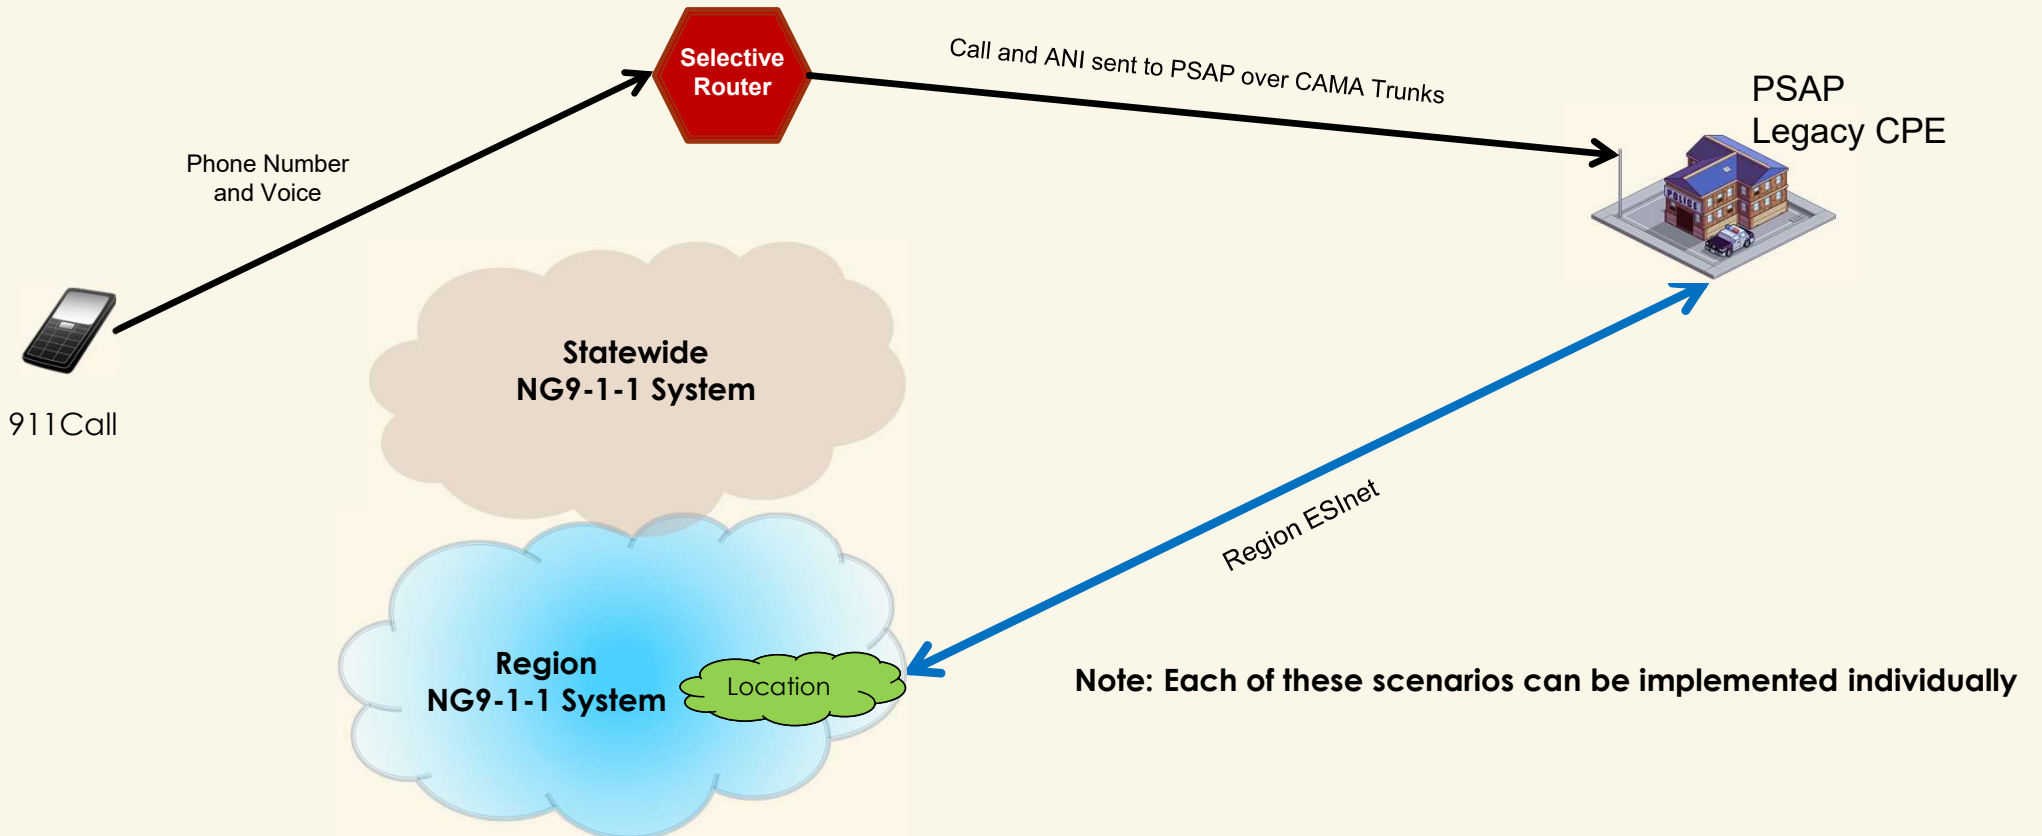 Selective
Router
Call and ANI sent to PSAP over CAMA Trunks
PSAP
Legacy CPE
Phone Number
and Voice
POLICE
911Call
Statewide
NG9-1-1 System
Region ESInet
Region
NG9-1-1 System
Location
Note: Each of these scenarios can be implemented individually